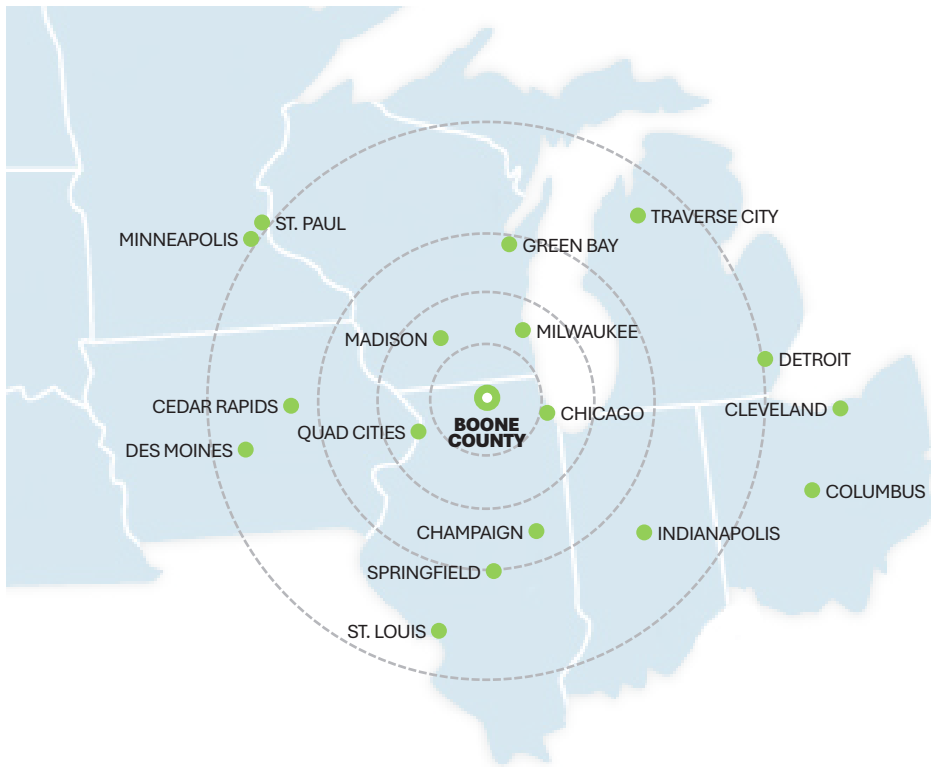 ST. PAUL
TRAVERSE CITY
MINNEAPOLIS
GREEN BAY
MADISON
MILWAUKEE
DETROIT
CEDAR RAPIDS
CHICAGO
CLEVELAND
BOONE
COUNTY
QUAD CITIES
DES MOINES
COLUMBUS
CHAMPAIGN
INDIANAPOLIS
SPRINGFIELD
ST. LOUIS